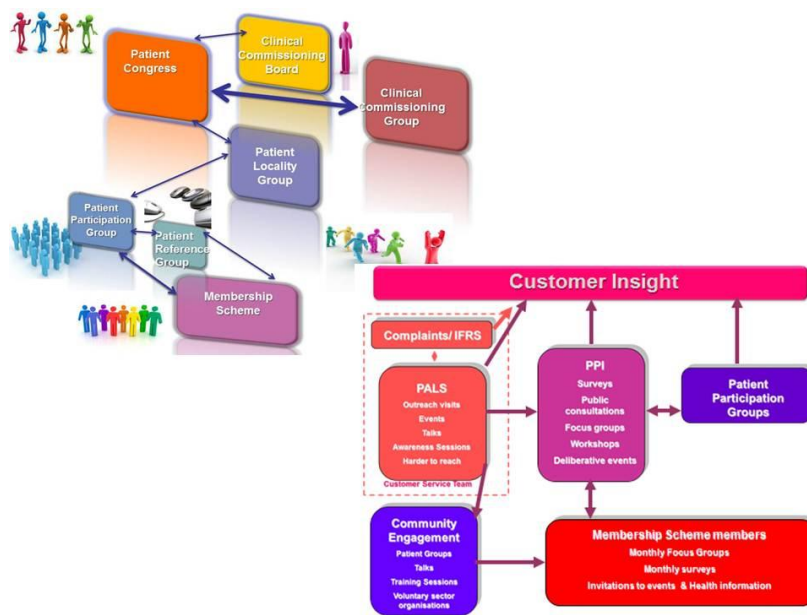 Patient
Congress
Clinical
Commissioning
Board
Clinical
Commissioning
Group
Patient
Locality
Group
Patient
Participation
Group
Patient
Reference
Group
Membership
Scheme
Customer Insight
Complaints/ IFRS
PALS
Outreach visits
Events
Talks
Awareness Sessions
Harder to reach
Customer Service Team
PPI
Surveys
Public
consultations
Focus groups
Workshops
Deliberative events
Patient
Participation
Groups
Community
Engagement
Patient Groups
Talks
Training Sessions
Voluntary sector
organisations
Membership Scheme members
Monthly Focus Groups
Monthly surveys
Invitations to events & Health information